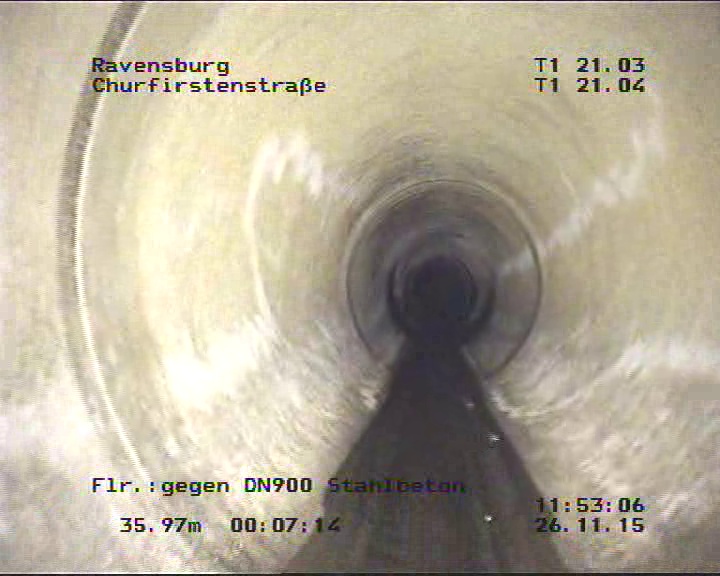 Ravensburg T1 21.03
Churfirstenstraße T1 21.04
Flr.:gegen DN900 Stahlbeton
11:53:06
35.97m 00:07:14 26.11.15